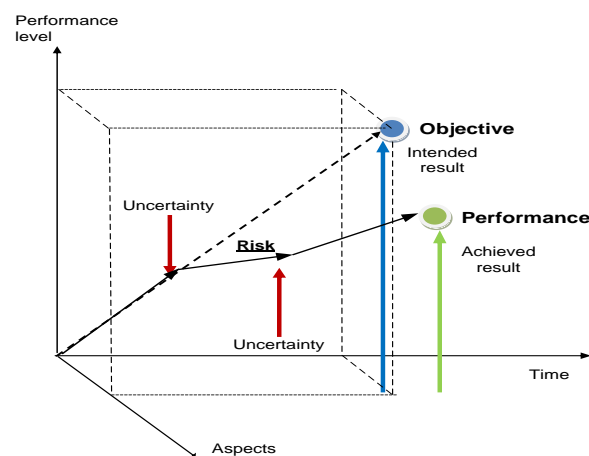 Performance
level
Objective
Intended
result
Uncertainty
Performance
Risk
Achieved
result
Uncertainty
Time
Aspects